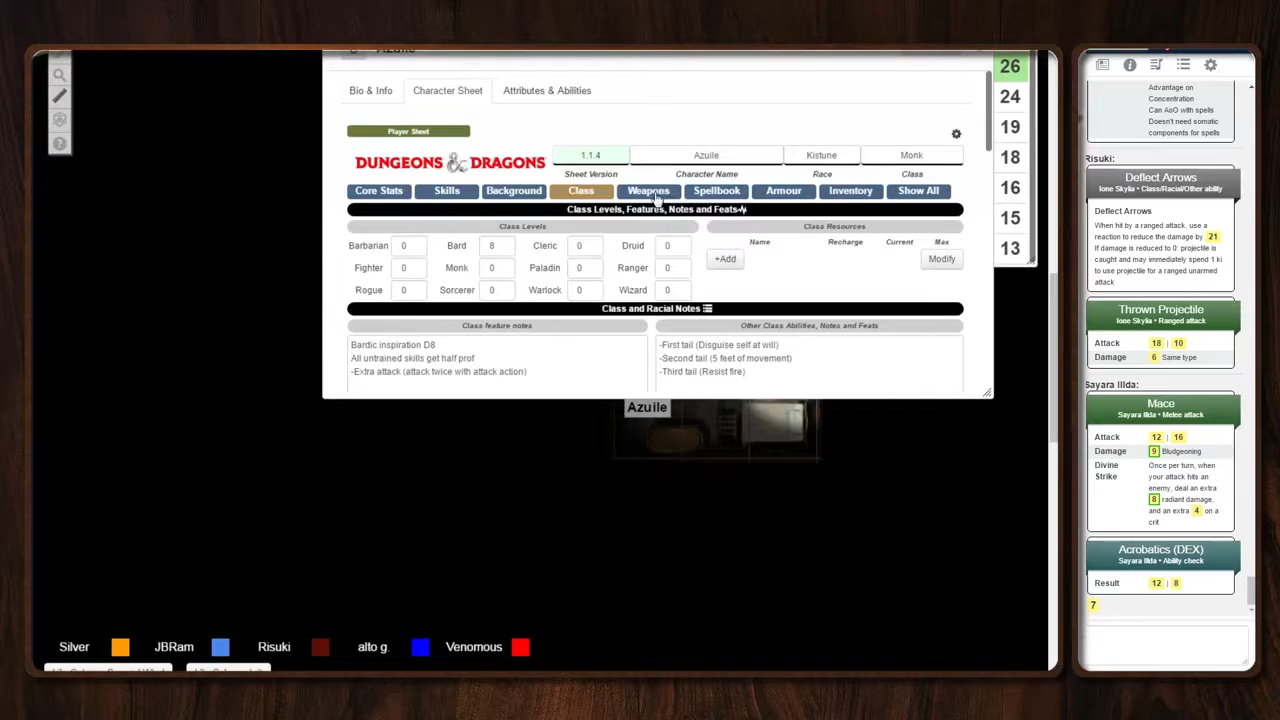 Bio & Info
Character Sheet
Attributes & Abilities
Player Sheet
DUNGEONS & DRAGONS
1.1.4
Azuile
Kistune
Monk
Sheet Version
Character Name
Race
Class
Core Stats
Skills
Background
Class
Weapons
Spellbook
Armour
Inventory
Show All
Class Levels, Features, Notes and Feats
Class Levels
Class Resources
Barbarian 0 Bard 8 Cleric 0 Druid 0
Name Recharge Current Max
+Add
Modify
Fighter 0 Monk 0 Paladin 0 Ranger 0
Rogue 0 Sorcerer 0 Warlock 0 Wizard 0
Class and Racial Notes
Class feature notes
Bardic inspiration D8
All untrained skills get half prof
-Extra attack (attack twice with attack action)
Other Class Abilities, Notes and Feats
-First tail (Disguise self at will)
-Second tail (5 feet of movement)
-Third tail (Resist fire)
Azuile
26
24
19
18
16
15
13
Silver
JBRam
Risuki
alto g.
Venomous
Advantage on
Concentration
Can AoO with spells
Doesn't need somatic
components for spells
Risuki:
Deflect Arrows
Ione Skylia • Class/Racial/Other ability
Deflect Arrows
When hit by a ranged attack, use a
reaction to reduce the damage by 21
If damage is reduced to 0: projectile is
caught and may immediately spend 1 ki
to use projectile for a ranged unarmed
attack
Thrown Projectile
Ione Skylia • Ranged attack
Attack 18 | 10
Damage 6 Same type
Sayara Illda:
Mace
Sayara Illda • Melee attack
Attack 12 | 16
Damage 9 Bludgeoning
Divine Strike
Once per turn, when
your attack hits an
enemy, deal an extra
8 radiant damage,
and an extra 4 on a
crit
Acrobatics (DEX)
Sayara Illda • Ability check
Result 12 | 8
7